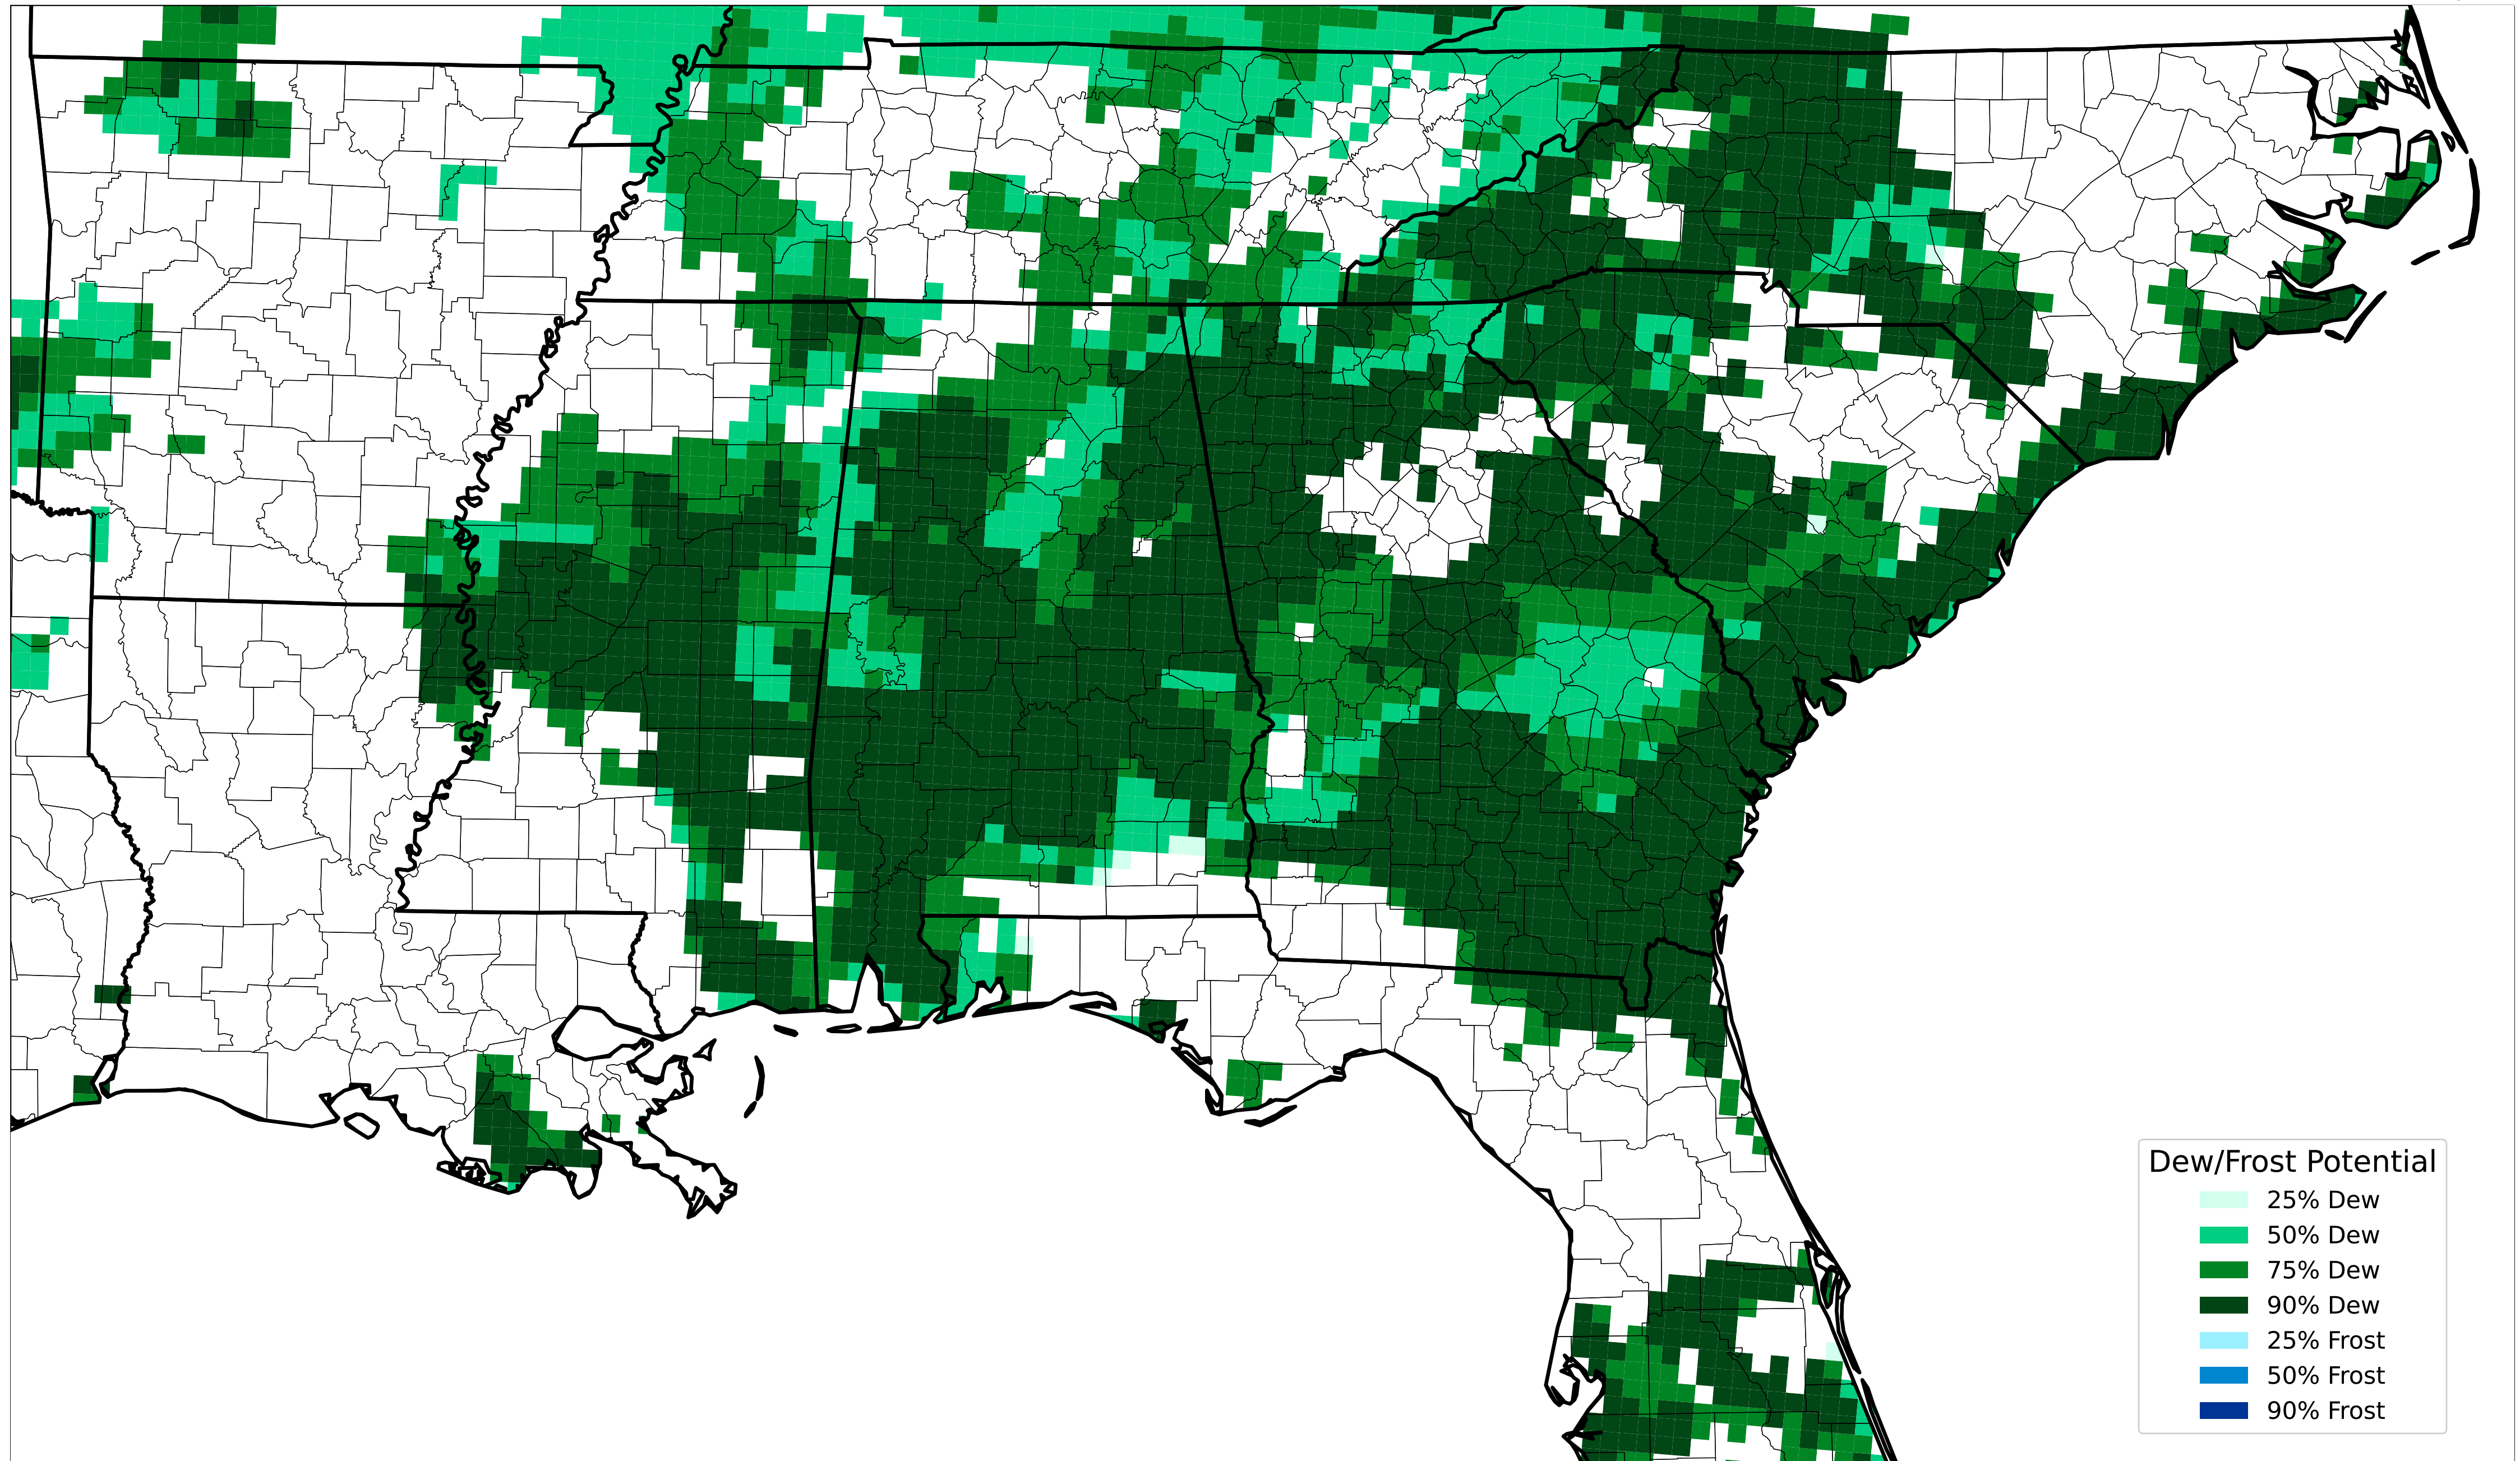 Dew/Frost Potential
25% Dew
50% Dew
75% Dew
90% Dew
25% Frost
50% Frost
90% Frost